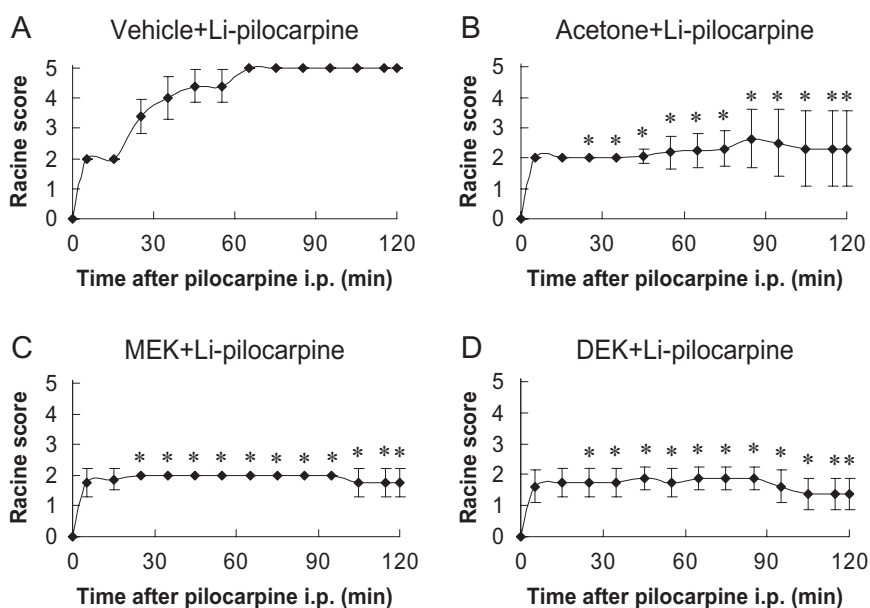 A
Vehicle+Li-pilocarpine
Racine score
5
4
3
2
1
0
0 30 60 90 120
Time after pilocarpine i.p. (min)
B
Acetone+Li-pilocarpine
Racine score
5
4
3
2
1
0
* * * * * * * * * **
0 30 60 90 120
Time after pilocarpine i.p. (min)
C
MEK+Li-pilocarpine
Racine score
5
4
3
2
1
0
* * * * * * * * * **
0 30 60 90 120
Time after pilocarpine i.p. (min)
D
DEK+Li-pilocarpine
Racine score
5
4
3
2
1
0
* * * * * * * * * **
0 30 60 90 120
Time after pilocarpine i.p. (min)